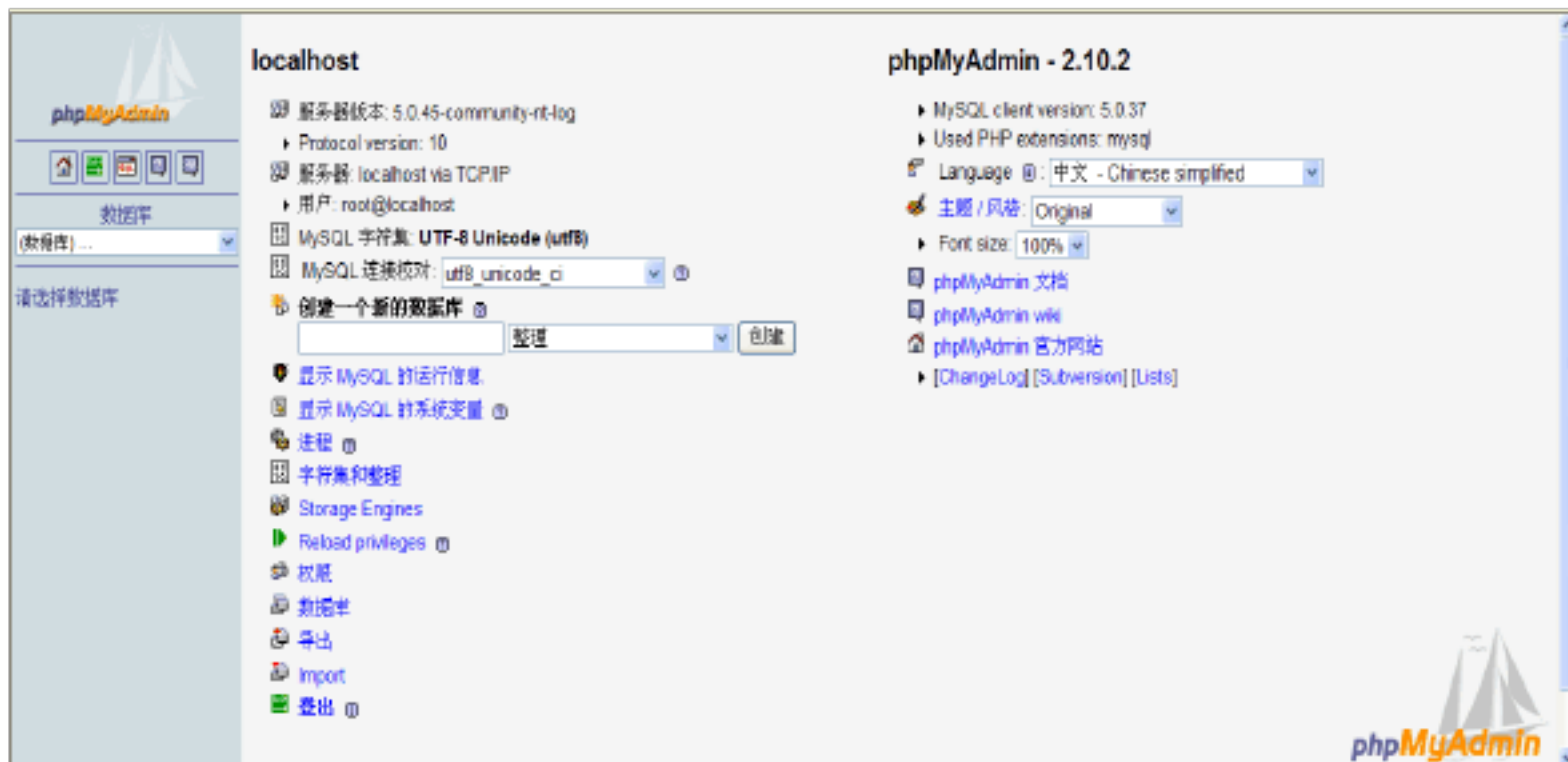 phpMyAdmin
数据库
(数据库) ...
请选择数据库
localhost
服务器版本: 5.0.45-community-nt-log
Protocol version: 10
服务器: localhost via TCP/IP
用户: root@localhost
MySQL 字符集: UTF-8 Unicode (utf8)
MySQL 连接校对: utf8_unicode_ci
创建一个新的数据库
整理 创建
显示 MySQL 的运行信息
显示 MySQL 的系统变量
进程
字符集和整理
Storage Engines
Reload privileges
权限
数据库
导出
Import
登出
phpMyAdmin - 2.10.2
MySQL client version: 5.0.37
Used PHP extensions: mysql
Language : 中文 - Chinese simplified
主题 / 风格: Original
Font size: 100%
phpMyAdmin 文档
phpMyAdmin wiki
phpMyAdmin 官方网站
[ChangeLog] [Subversion] [Lists]
phpMyAdmin